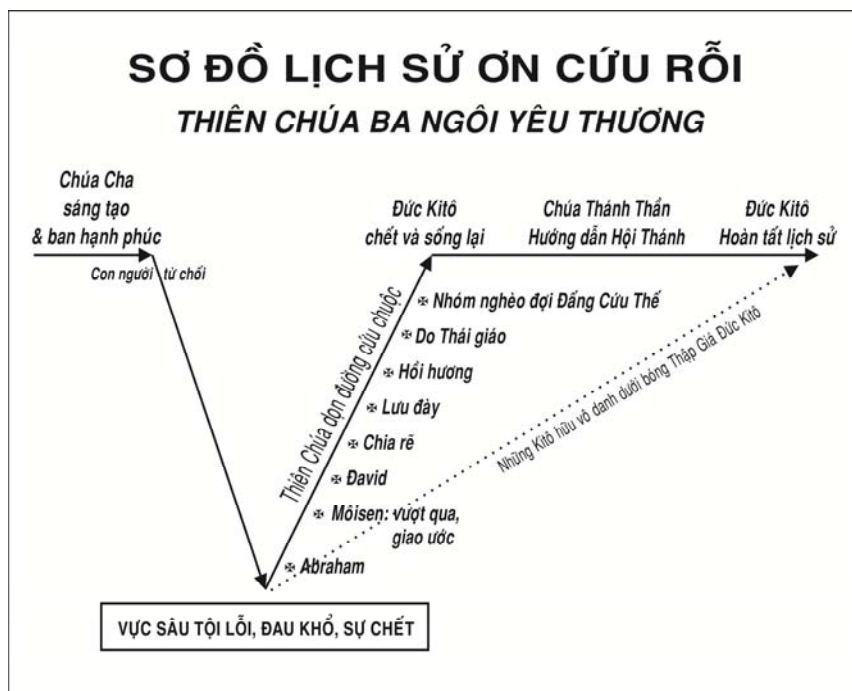 SƠ ĐỒ LỊCH SỬ ƠN CỨU RỖI
THIÊN CHÚA BA NGÔI YÊU THƯƠNG
Chúa Cha
sáng tạo
& ban hạnh phúc
Con người từ chối
Đức Kitô
chết và sống lại
Chúa Thánh Thần
Hướng dẫn Hội Thánh
Đức Kitô
Hoàn tất lịch sử
Thiên Chúa dọn đường cứu chuộc
Nhóm nghèo đợi Đấng Cứu Thế
Do Thái giáo
Hồi hương
Lưu đày
Chia rẽ
Đavid
Môisen: vượt qua,
giao ước
Abraham
Những Kitô hữu vô danh dưới bóng Thập Giá Đức Kitô
VỰC SÂU TỘI LỖI, ĐAU KHỔ, SỰ CHẾT